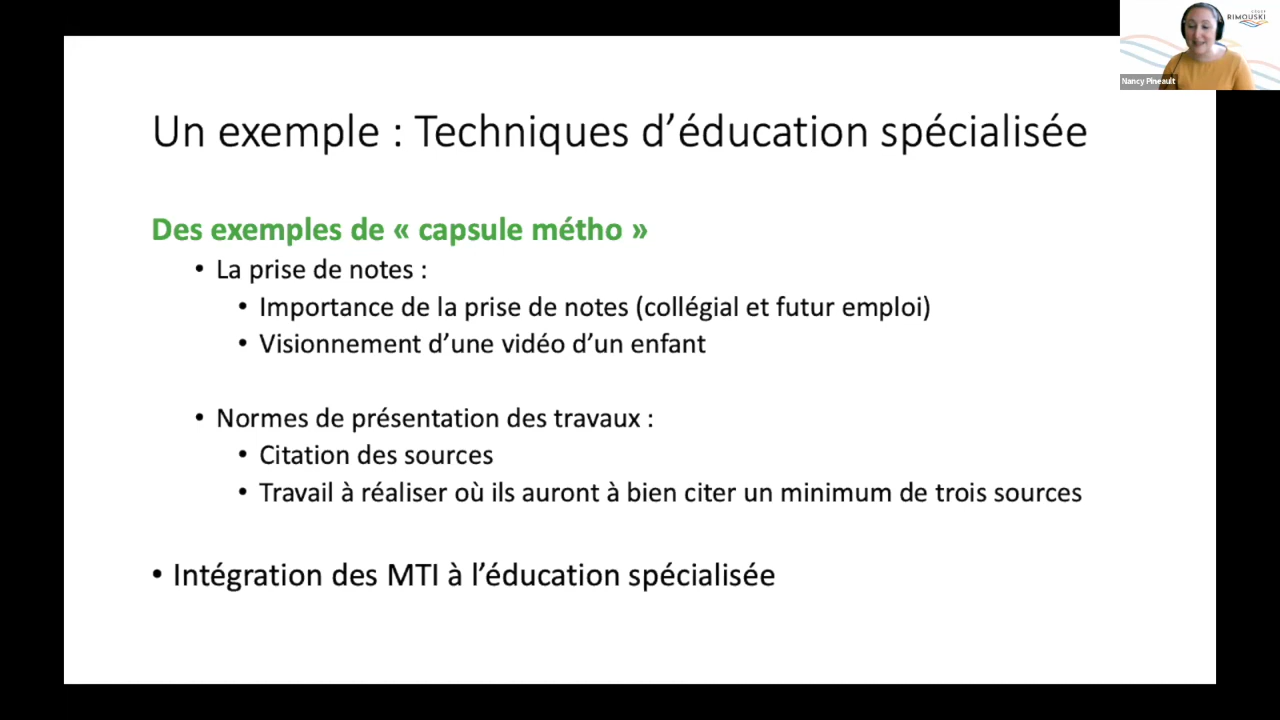 CÉGEP
RIMOUSKI
Nancy Pineault
Un exemple : Techniques d’éducation spécialisée
Des exemples de « capsule métho »
• La prise de notes :
• Importance de la prise de notes (collégial et futur emploi)
• Visionnement d’une vidéo d’un enfant
• Normes de présentation des travaux :
• Citation des sources
• Travail à réaliser où ils auront à bien citer un minimum de trois sources
• Intégration des MTI à l’éducation spécialisée